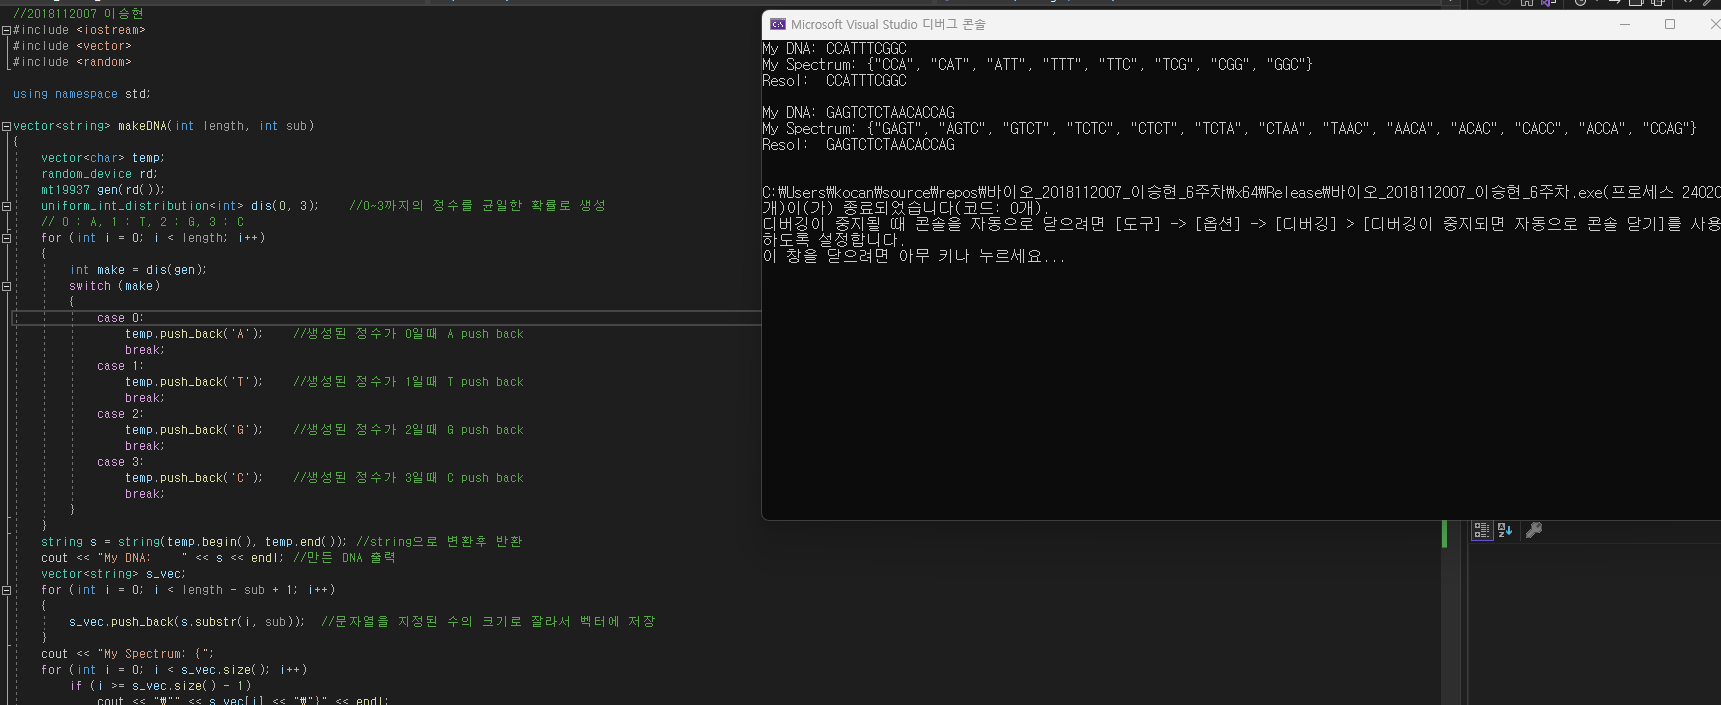 //2018112007 이승현
#include <iostream>
#include <vector>
#include <random>
using namespace std;
vector<string> makeDNA(int length, int sub)
{
vector<char> temp;
random_device rd;
mt19937 gen(rd());
uniform_int_distribution<int> dis(0, 3); //0~3까지의 정수를 균일한 확률로 생성
// 0 : A, 1 : T, 2 : G, 3 : C
for (int i = 0; i < length; i++)
{
int make = dis(gen);
switch (make)
{
case 0:
temp.push_back('A'); //생성된 정수가 0일때 A push back
break;
case 1:
temp.push_back('T'); //생성된 정수가 1일때 T push back
break;
case 2:
temp.push_back('G'); //생성된 정수가 2일때 G push back
break;
case 3:
temp.push_back('C'); //생성된 정수가 3일때 C push back
break;
}
}
string s = string(temp.begin(), temp.end()); //string으로 변환후 반환
cout << "My DNA: " << s << endl; //만든 DNA 출력
vector<string> s_vec;
for (int i = 0; i < length - sub + 1; i++)
{
s_vec.push_back(s.substr(i, sub)); //문자열을 지정된 수의 크기로 잘라서 벡터에 저장
}
cout << "My Spectrum: {";
for (int i = 0; i < s_vec.size(); i++)
if (i >= s_vec.size() - 1)
cout << "₩"" << s_vec[i] << "₩"}" << endl;
Microsoft Visual Studio 디버그 콘솔
My DNA: CCATTTCGGC
My Spectrum: {"CCA", "CAT", "ATT", "TTT", "TTC", "TCG", "CGG", "GGC"}
Resol: CCATTTCGGC
My DNA: GAGTCTCTAACACCAG
My Spectrum: {"GAGT", "AGTC", "GTCT", "TCTC", "CTCT", "TCTA", "CTAA", "TAAC", "AACA", "ACAC", "CACC", "ACCA", "CCAG"}
Resol: GAGTCTCTAACACCAG
C:₩Users₩kocan₩source₩repos₩바이오_2018112007_이승현_6주차₩x64₩Release₩바이오_2018112007_이승현_6주차.exe(프로세스 24020
개)이(가) 종료되었습니다(코드: 0개).
디버깅이 중지될 때 콘솔을 자동으로 닫으려면 [도구] -> [옵션] -> [디버깅] > [디버깅이 중지되면 자동으로 콘솔 닫기]를 사용
하도록 설정합니다.
이 창을 닫으려면 아무 키나 누르세요...